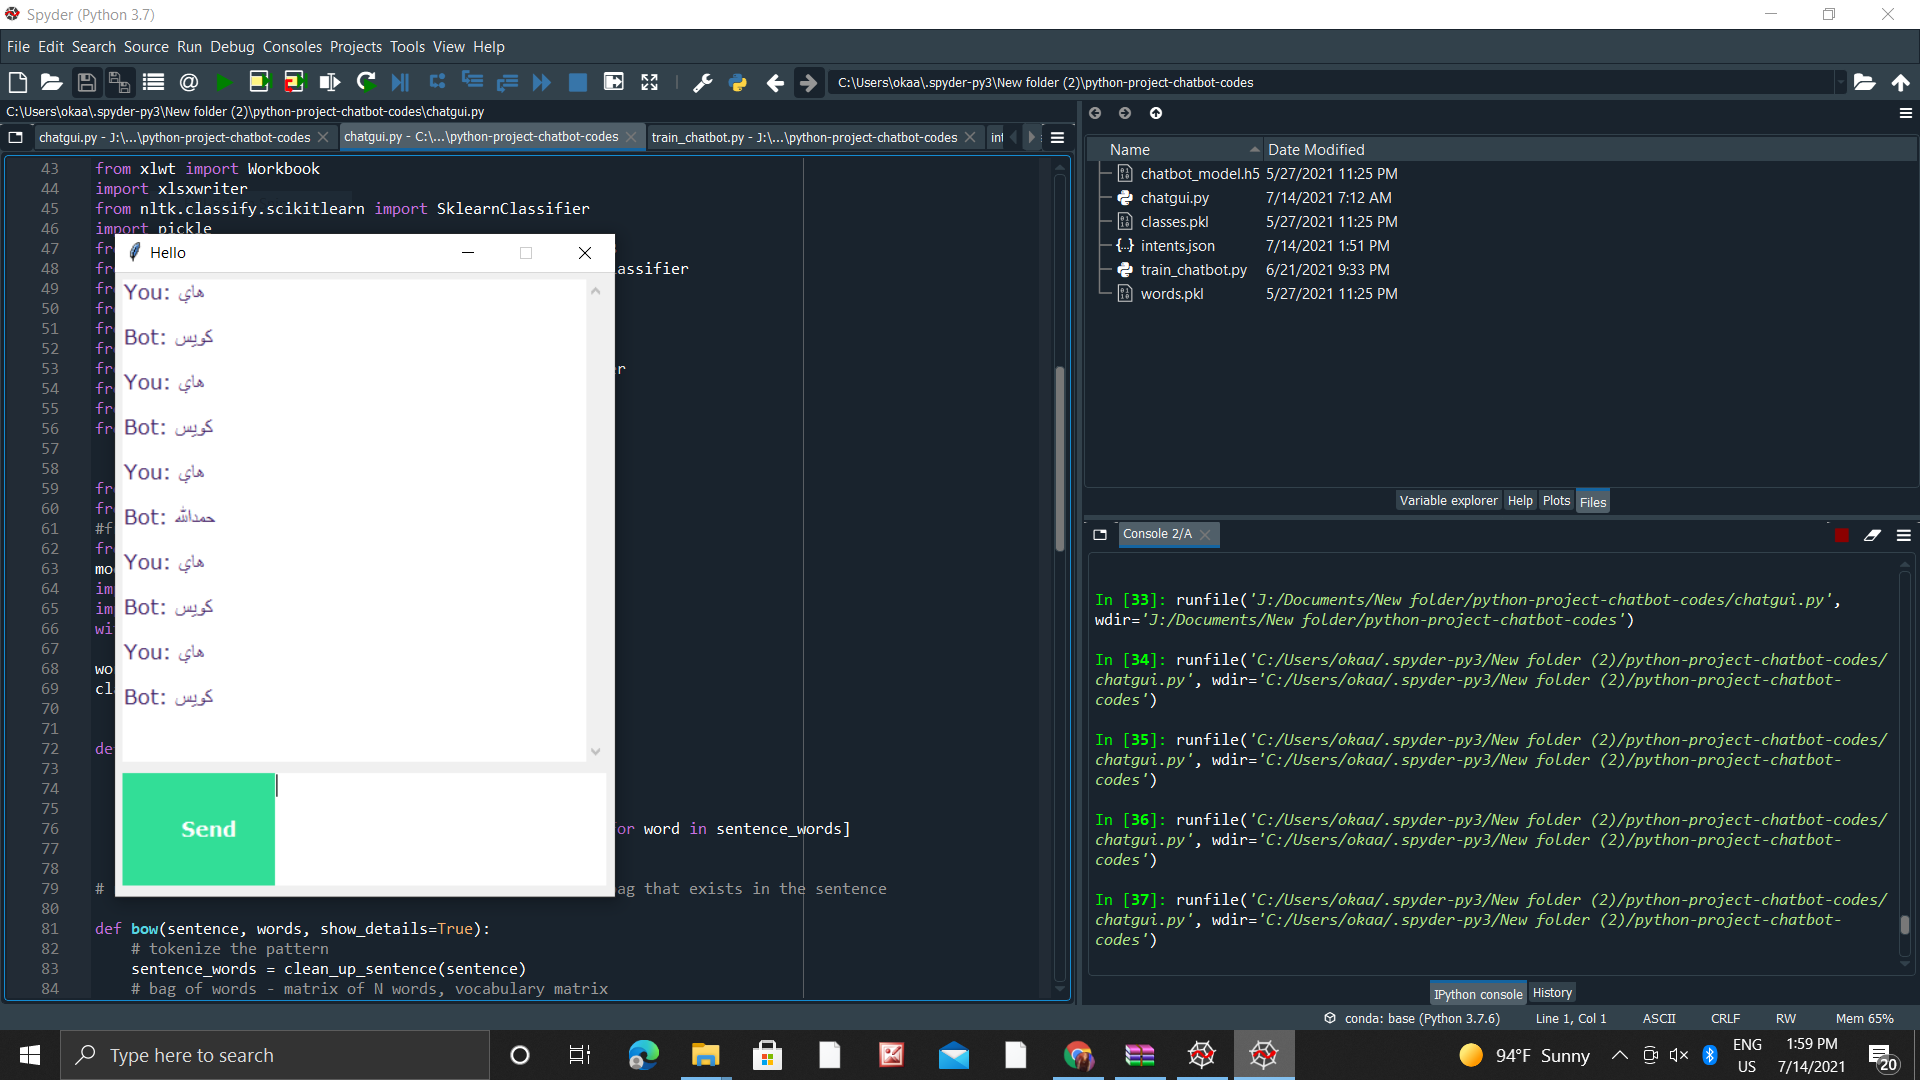 Spyder (Python 3.7)
File Edit Search Source Run Debug Consoles Projects Tools View Help
C:\Users\okaa\.spyder-py3\New folder (2)\python-project-chatbot-codes
C:\Users\okaa\.spyder-py3\New folder (2)\python-project-chatbot-codes\chatgui.py
chatgui.py - J:\...\python-project-chatbot-codes
chatgui.py - C:\...\python-project-chatbot-codes
train_chatbot.py - J:\...\python-project-chatbot-codes
43 from xlwt import Workbook
44 import xlsxwriter
45 from nltk.classify.scikitlearn import SklearnClassifier
46 import pickle
47 fr
48 fr assifier
49 fr
50 fr
51 fr
52 fr
53 fr r
54 fr
55 fr
56 fr
57
58
59 fr
60 fr
61 #f
62 fr
63 mo
64 im
65 im
66 wi
67
68 wo
69 cl
70
71
72 de
73
74
75
76 or word in sentence_words]
77
78
79 # ag that exists in the sentence
80
81 def bow(sentence, words, show_details=True):
82 # tokenize the pattern
83 sentence_words = clean_up_sentence(sentence)
84 # bag of words - matrix of N words, vocabulary matrix
Hello
You: هاي
Bot: كويس
You: هاي
Bot: كويس
You: هاي
Bot: حمدالله
You: هاي
Bot: كويس
You: هاي
Bot: كويس
Send
Name Date Modified
chatbot_model.h5 5/27/2021 11:25 PM
chatgui.py 7/14/2021 7:12 AM
classes.pkl 5/27/2021 11:25 PM
intents.json 7/14/2021 1:51 PM
train_chatbot.py 6/21/2021 9:33 PM
words.pkl 5/27/2021 11:25 PM
Variable explorer Help Plots Files
Console 2/A
In [33]: runfile('J:/Documents/New folder/python-project-chatbot-codes/chatgui.py',
wdir='J:/Documents/New folder/python-project-chatbot-codes')
In [34]: runfile('C:/Users/okaa/.spyder-py3/New folder (2)/python-project-chatbot-codes/
chatgui.py', wdir='C:/Users/okaa/.spyder-py3/New folder (2)/python-project-chatbot-
codes')
In [35]: runfile('C:/Users/okaa/.spyder-py3/New folder (2)/python-project-chatbot-codes/
chatgui.py', wdir='C:/Users/okaa/.spyder-py3/New folder (2)/python-project-chatbot-
codes')
In [36]: runfile('C:/Users/okaa/.spyder-py3/New folder (2)/python-project-chatbot-codes/
chatgui.py', wdir='C:/Users/okaa/.spyder-py3/New folder (2)/python-project-chatbot-
codes')
In [37]: runfile('C:/Users/okaa/.spyder-py3/New folder (2)/python-project-chatbot-codes/
chatgui.py', wdir='C:/Users/okaa/.spyder-py3/New folder (2)/python-project-chatbot-
codes')
IPython console History
conda: base (Python 3.7.6) Line 1, Col 1 ASCII CRLF RW Mem 65%
Type here to search
94°F Sunny
ENG
US
1:59 PM
7/14/2021
20